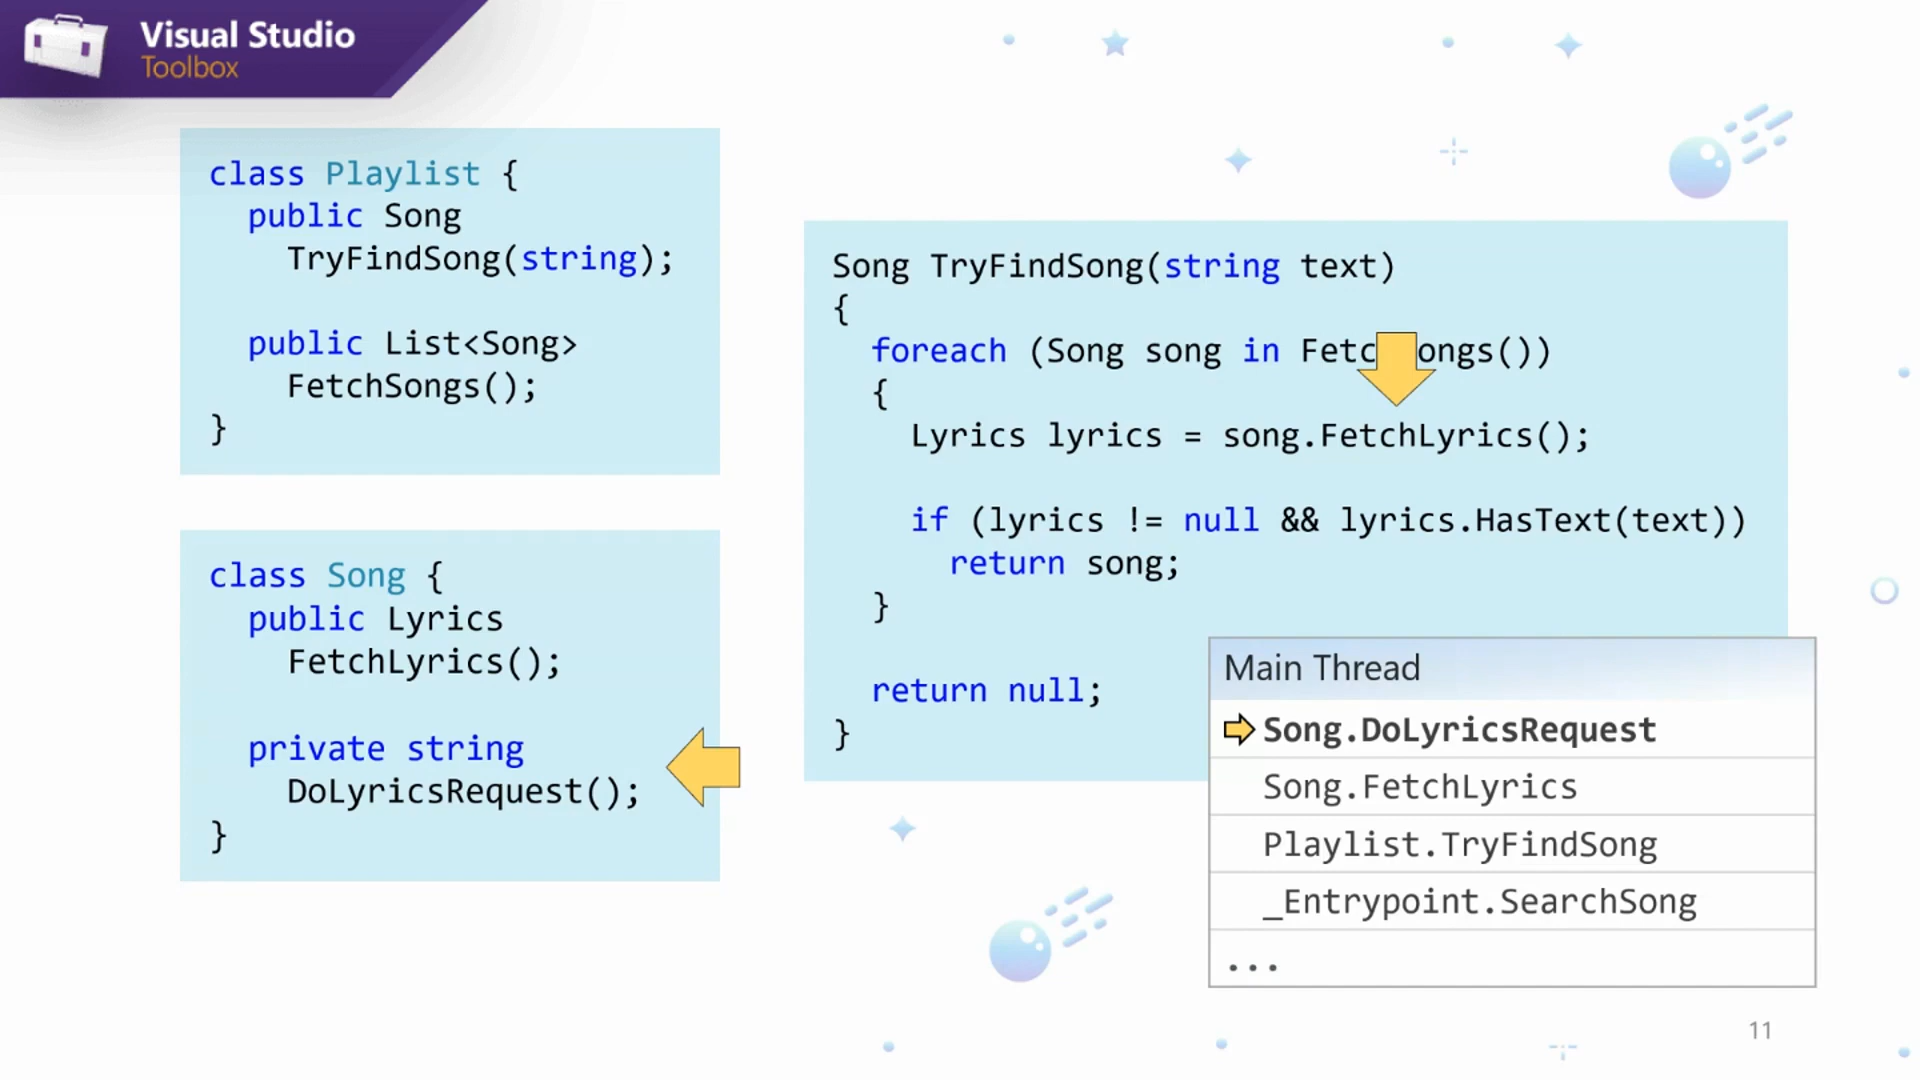 Visual Studio
Toolbox
class Playlist {
public Song
TryFindSong(string);
public List<Song>
FetchSongs();
}
class Song {
public Lyrics
FetchLyrics();
private string
DoLyricsRequest();
}
Song TryFindSong(string text)
{
foreach (Song song in Fetc ongs())
{
Lyrics lyrics = song.FetchLyrics();
if (lyrics != null && lyrics.HasText(text))
return song;
}
return null;
}
Main Thread
Song.DoLyricsRequest
Song.FetchLyrics
Playlist.TryFindSong
_Entrypoint.SearchSong
...
11